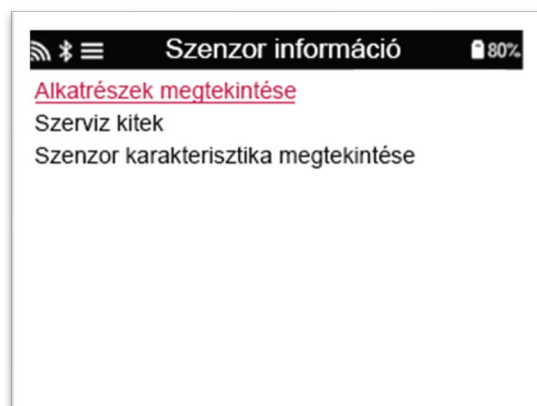 Szenzor információ 80%
Alkatrészek megtekintése
Szerviz kitek
Szenzor karakterisztika megtekintése